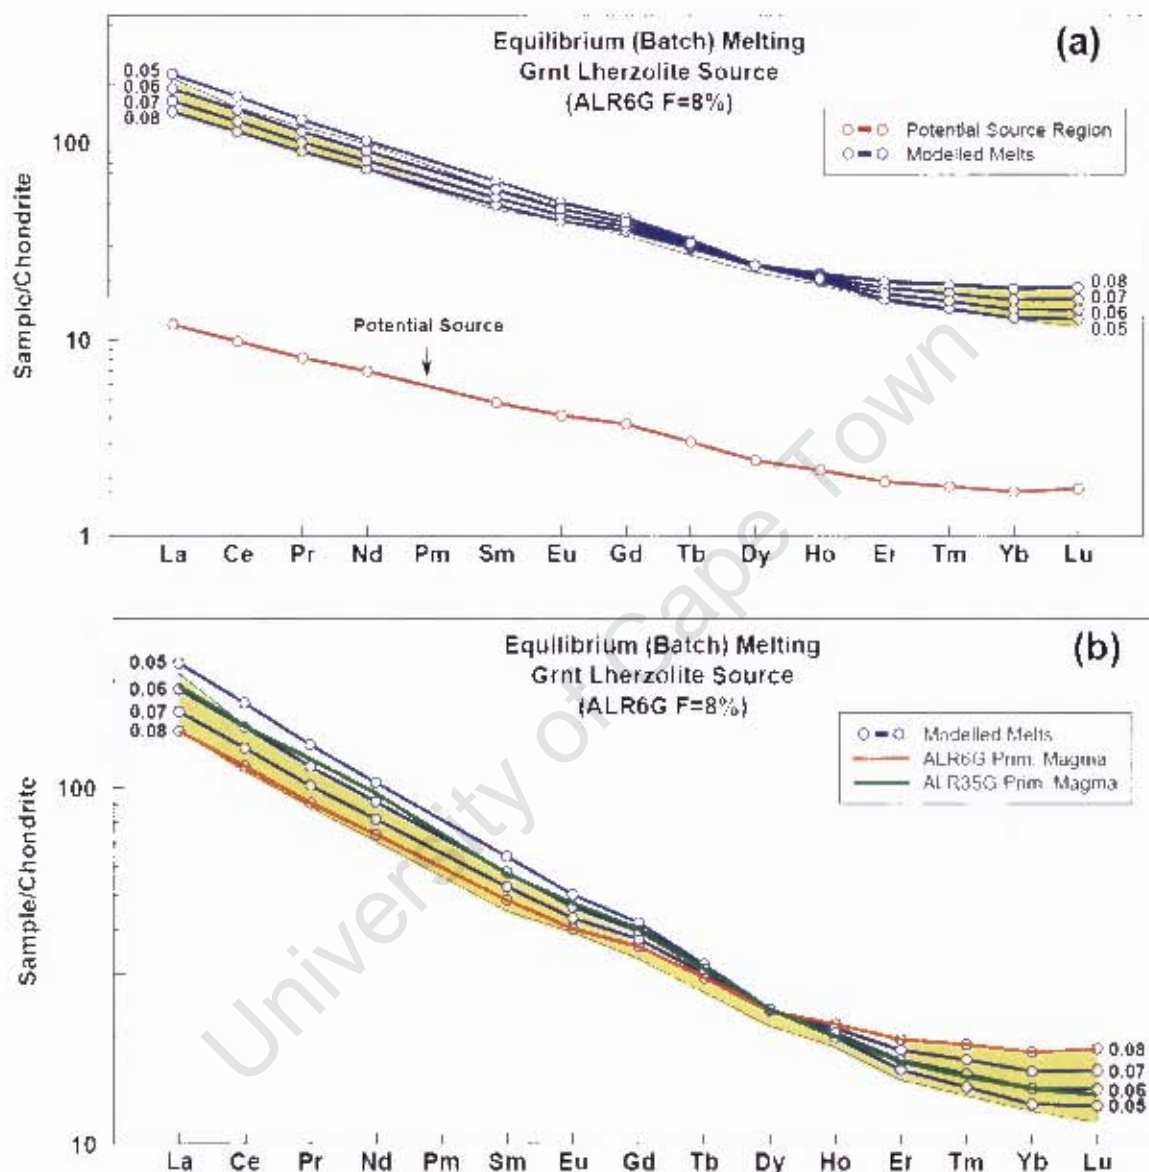 Equilibrium (Batch) Melting
Grnt Lherzolite Source
(ALR6G F=8%)
(a)
Potential Source Region
Modelled Melts
0.05
0.06
0.07
0.08
100
10
1
Sample/Chondrite
Potential Source
0.08
0.07
0.06
0.05
La Ce Pr Nd Pm Sm Eu Gd Tb Dy Ho Er Tm Yb Lu
Equilibrium (Batch) Melting
Grnt Lherzolite Source
(ALR6G F=8%)
(b)
Modelled Melts
ALR6G Prim. Magma
ALR35G Prim. Magma
0.05
0.06
0.07
0.08
100
10
Sample/Chondrite
0.08
0.07
0.06
0.05
La Ce Pr Nd Pm Sm Eu Gd Tb Dy Ho Er Tm Yb Lu
University of Cape Town